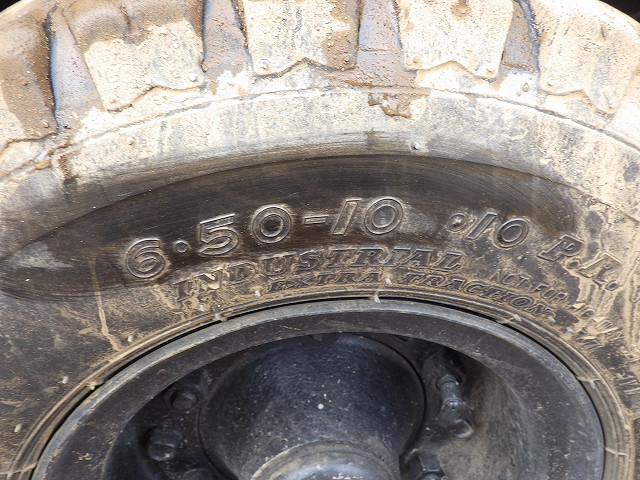 6.50-10 10 P.R.
INDUSTRIAL
EXTRA TRACTION